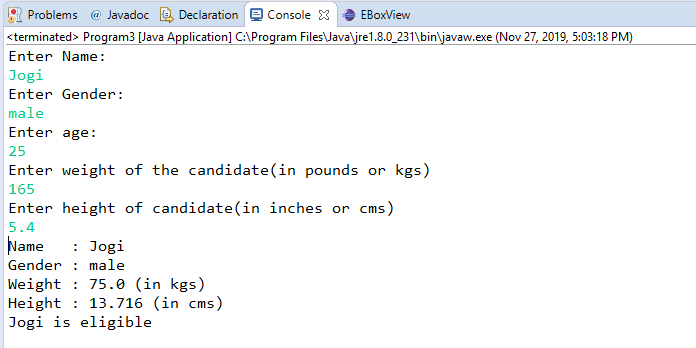 Problems @ Javadoc Declaration Console EBoxView
<terminated> Program3 [Java Application] C:\Program Files\Java\jre1.8.0_231\bin\javaw.exe (Nov 27, 2019, 5:03:18 PM)
Enter Name:
Jogi
Enter Gender:
male
Enter age:
25
Enter weight of the candidate(in pounds or kgs)
165
Enter height of candidate(in inches or cms)
5.4
Name   : Jogi
Gender : male
Weight : 75.0 (in kgs)
Height : 13.716 (in cms)
Jogi is eligible